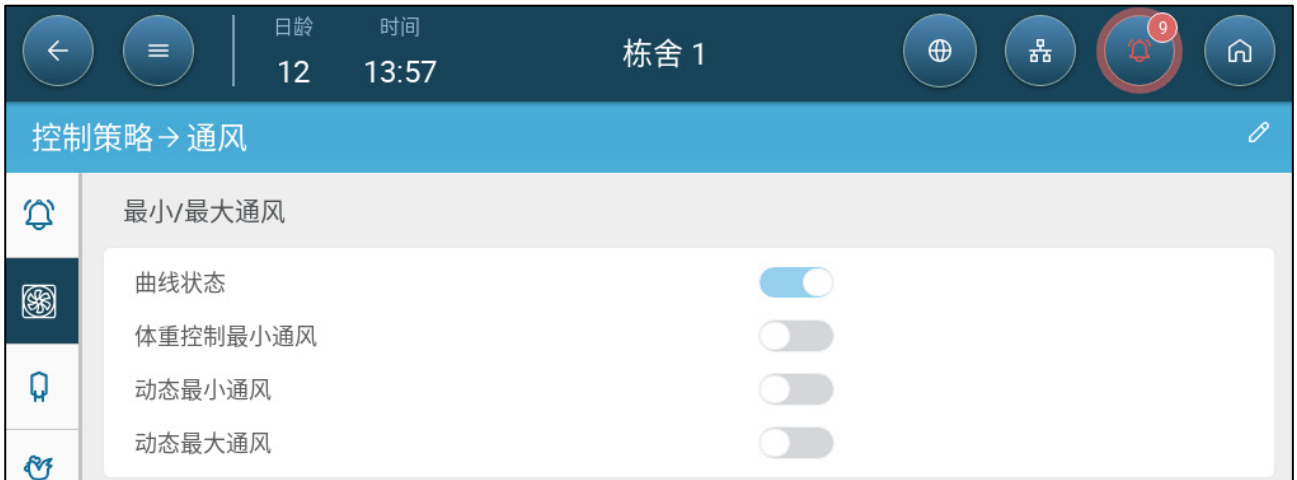 日龄 时间
12 13:57
栋舍 1
9
控制策略→通风
最小/最大通风
曲线状态
体重控制最小通风
动态最小通风
动态最大通风